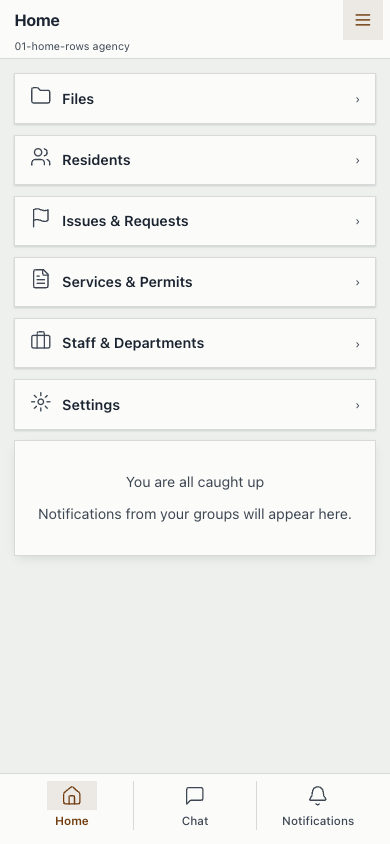 Home
01-home-rows agency
Files
Residents
Issues & Requests
Services & Permits
Staff & Departments
Settings
You are all caught up
Notifications from your groups will appear here.
Home
Chat
Notifications